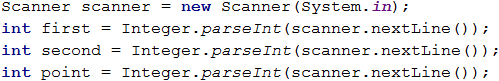 Scanner scanner = new Scanner(System.in);
int first = Integer.parseInt(scanner.nextLine());
int second = Integer.parseInt(scanner.nextLine());
int point = Integer.parseInt(scanner.nextLine());